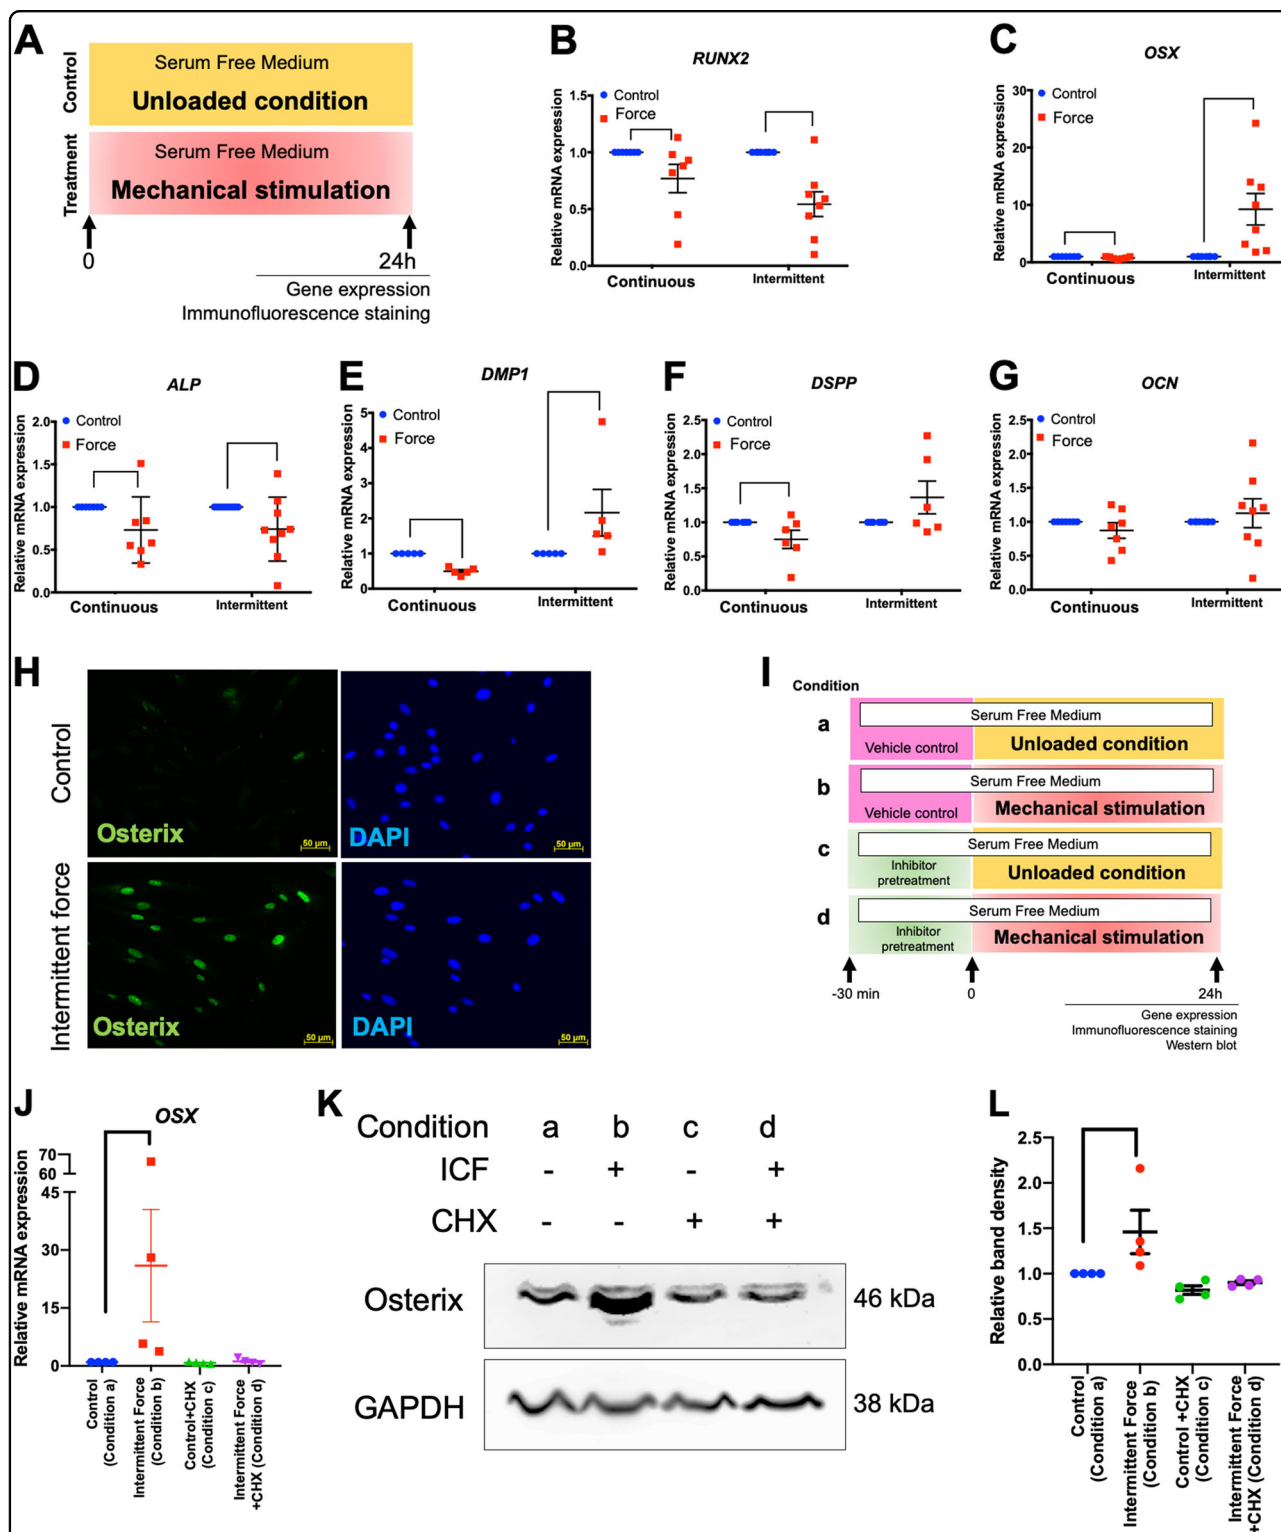 A
Control
Serum Free Medium
Unloaded condition
Treatment
Serum Free Medium
Mechanical stimulation
0
24h
Gene expression
Immunofluorescence staining
B
RUNX2
Relative mRNA expression
1.5
1.0
0.5
0.0
Control
Force
Continuous
Intermittent
C
OSX
Relative mRNA expression
30
20
10
0
Control
Force
Continuous
Intermittent
D
ALP
Relative mRNA expression
2.0
1.5
1.0
0.5
0.0
Control
Force
Continuous
Intermittent
E
DMP1
Relative mRNA expression
5
4
3
2
1
0
Control
Force
Continuous
Intermittent
F
DSPP
Relative mRNA expression
2.5
2.0
1.5
1.0
0.5
0.0
Control
Force
Continuous
Intermittent
G
OCN
Relative mRNA expression
2.5
2.0
1.5
1.0
0.5
0.0
Control
Force
Continuous
Intermittent
H
Control
Osterix
50 µm
DAPI
50 µm
Intermittent force
Osterix
50 µm
DAPI
50 µm
I
Condition
a
Serum Free Medium
Vehicle control
Unloaded condition
b
Serum Free Medium
Vehicle control
Mechanical stimulation
c
Serum Free Medium
Inhibitor
pretreatment
Unloaded condition
d
Serum Free Medium
Inhibitor
pretreatment
Mechanical stimulation
-30 min
0
24h
Gene expression
Immunofluorescence staining
Western blot
J
OSX
Relative mRNA expression
70
60
45
30
15
0
Control
(Condition a)
Intermittent Force
(Condition b)
Control+CHX
(Condition c)
Intermittent Force
+CHX (Condition d)
K
Condition a b c d
ICF - + - +
CHX - - + +
Osterix
46 kDa
GAPDH
38 kDa
L
Relative band density
2.5
2.0
1.5
1.0
0.5
0.0
Control
(Condition a)
Intermittent Force
(Condition b)
Control +CHX
(Condition c)
Intermittent Force
+CHX (Condition d)